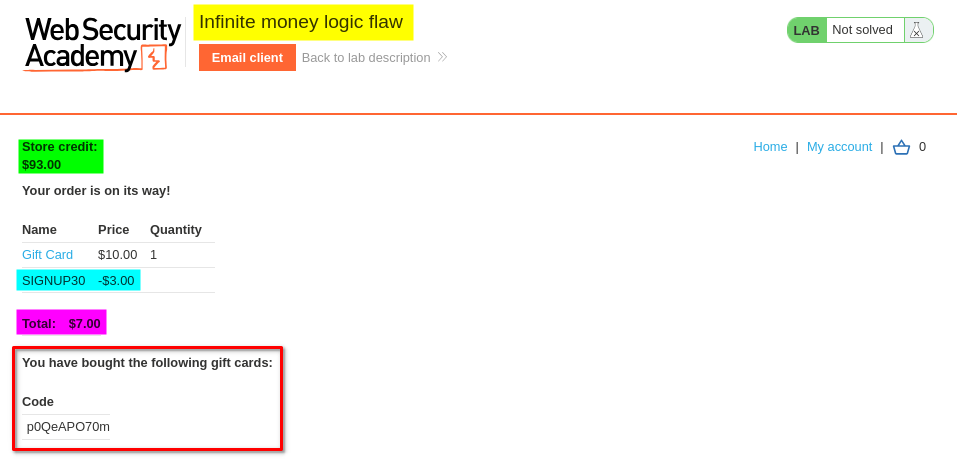 Web Security
Academy
Infinite money logic flaw
Email client
Back to lab description
LAB
Not solved
Store credit:
$93.00
Home | My account | 0
Your order is on its way!
Name Price Quantity
Gift Card $10.00 1
SIGNUP30 -$3.00
Total: $7.00
You have bought the following gift cards:
Code
p0QeAPO70m